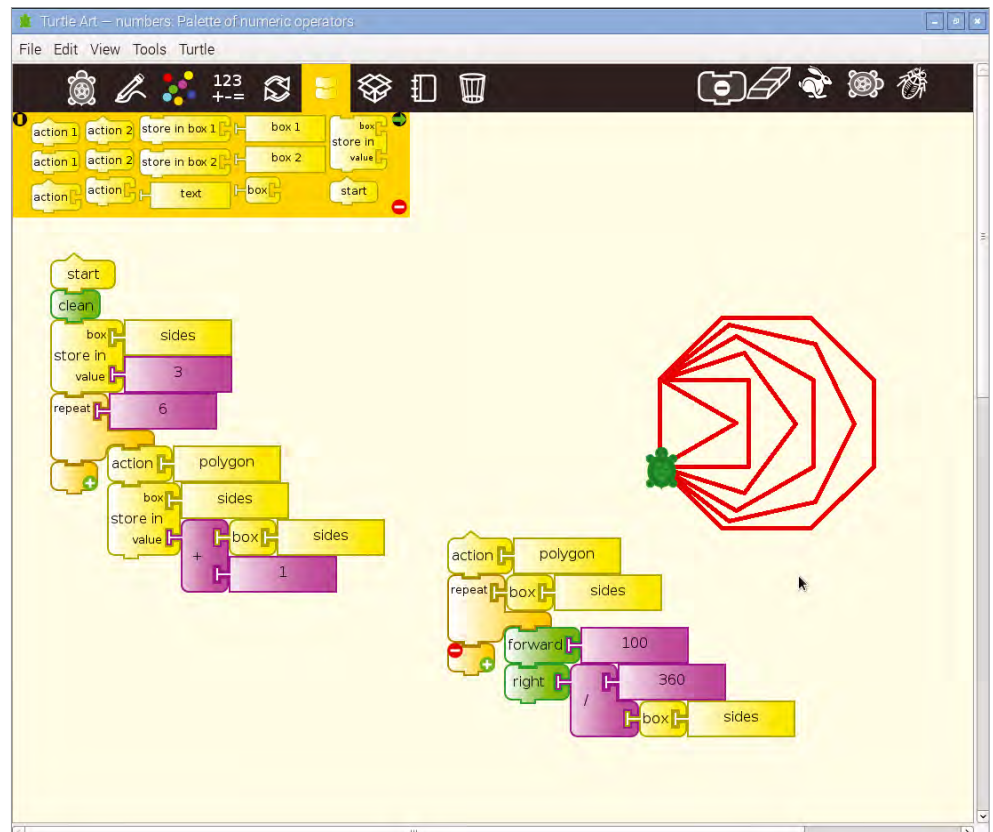 Turtle Art — numbers: Palette of numeric operators
File Edit View Tools Turtle
123
+-=
action 1 action 2 store in box 1 box 1 box
store in
value
action 1 action 2 store in box 2 box 2
action action text box start
start
clean
box sides
store in
value 3
repeat 6
action polygon
box sides
store in
value + box sides
1
action polygon
repeat box sides
forward 100
right / 360
box sides